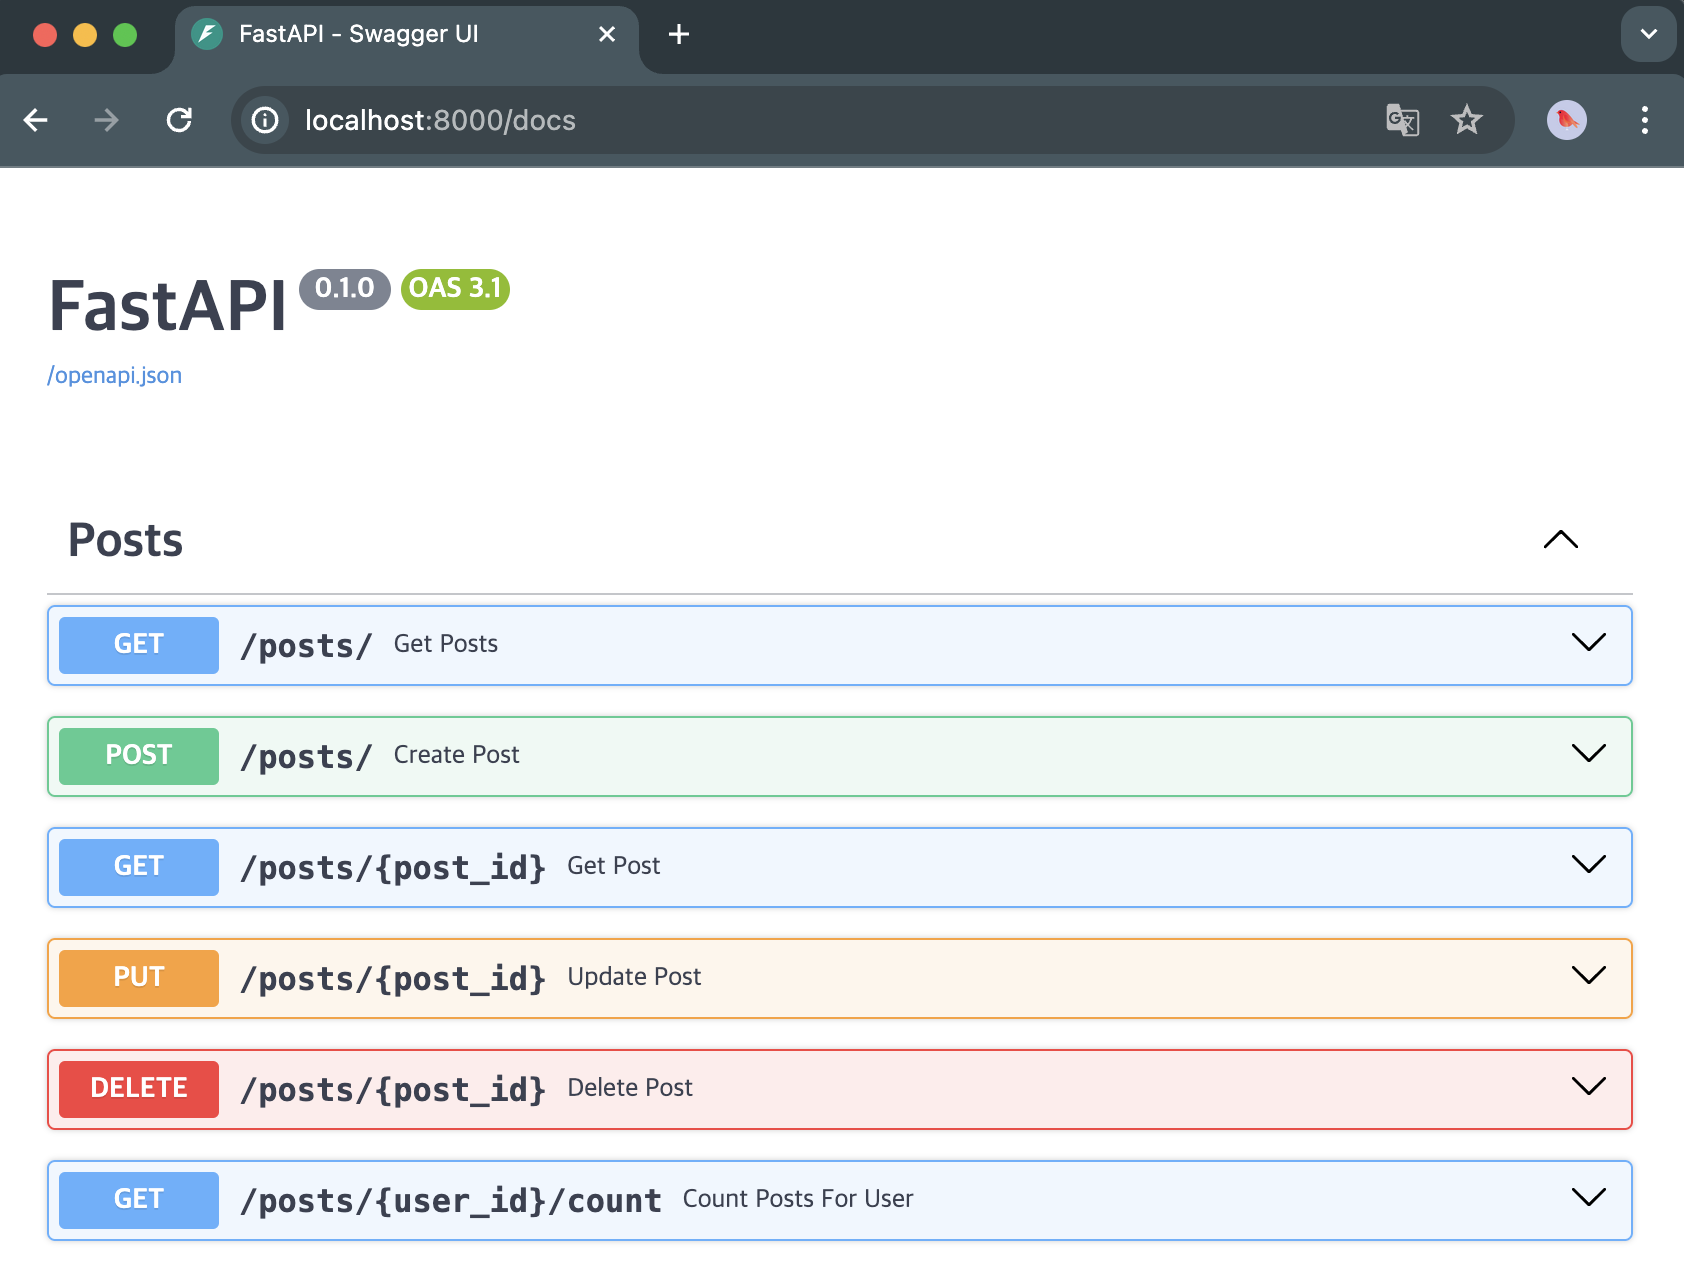 FastAPI - Swagger UI
localhost:8000/docs
FastAPI 0.1.0 OAS 3.1
/openapi.json
Posts
GET /posts/ Get Posts
POST /posts/ Create Post
GET /posts/{post_id} Get Post
PUT /posts/{post_id} Update Post
DELETE /posts/{post_id} Delete Post
GET /posts/{user_id}/count Count Posts For User